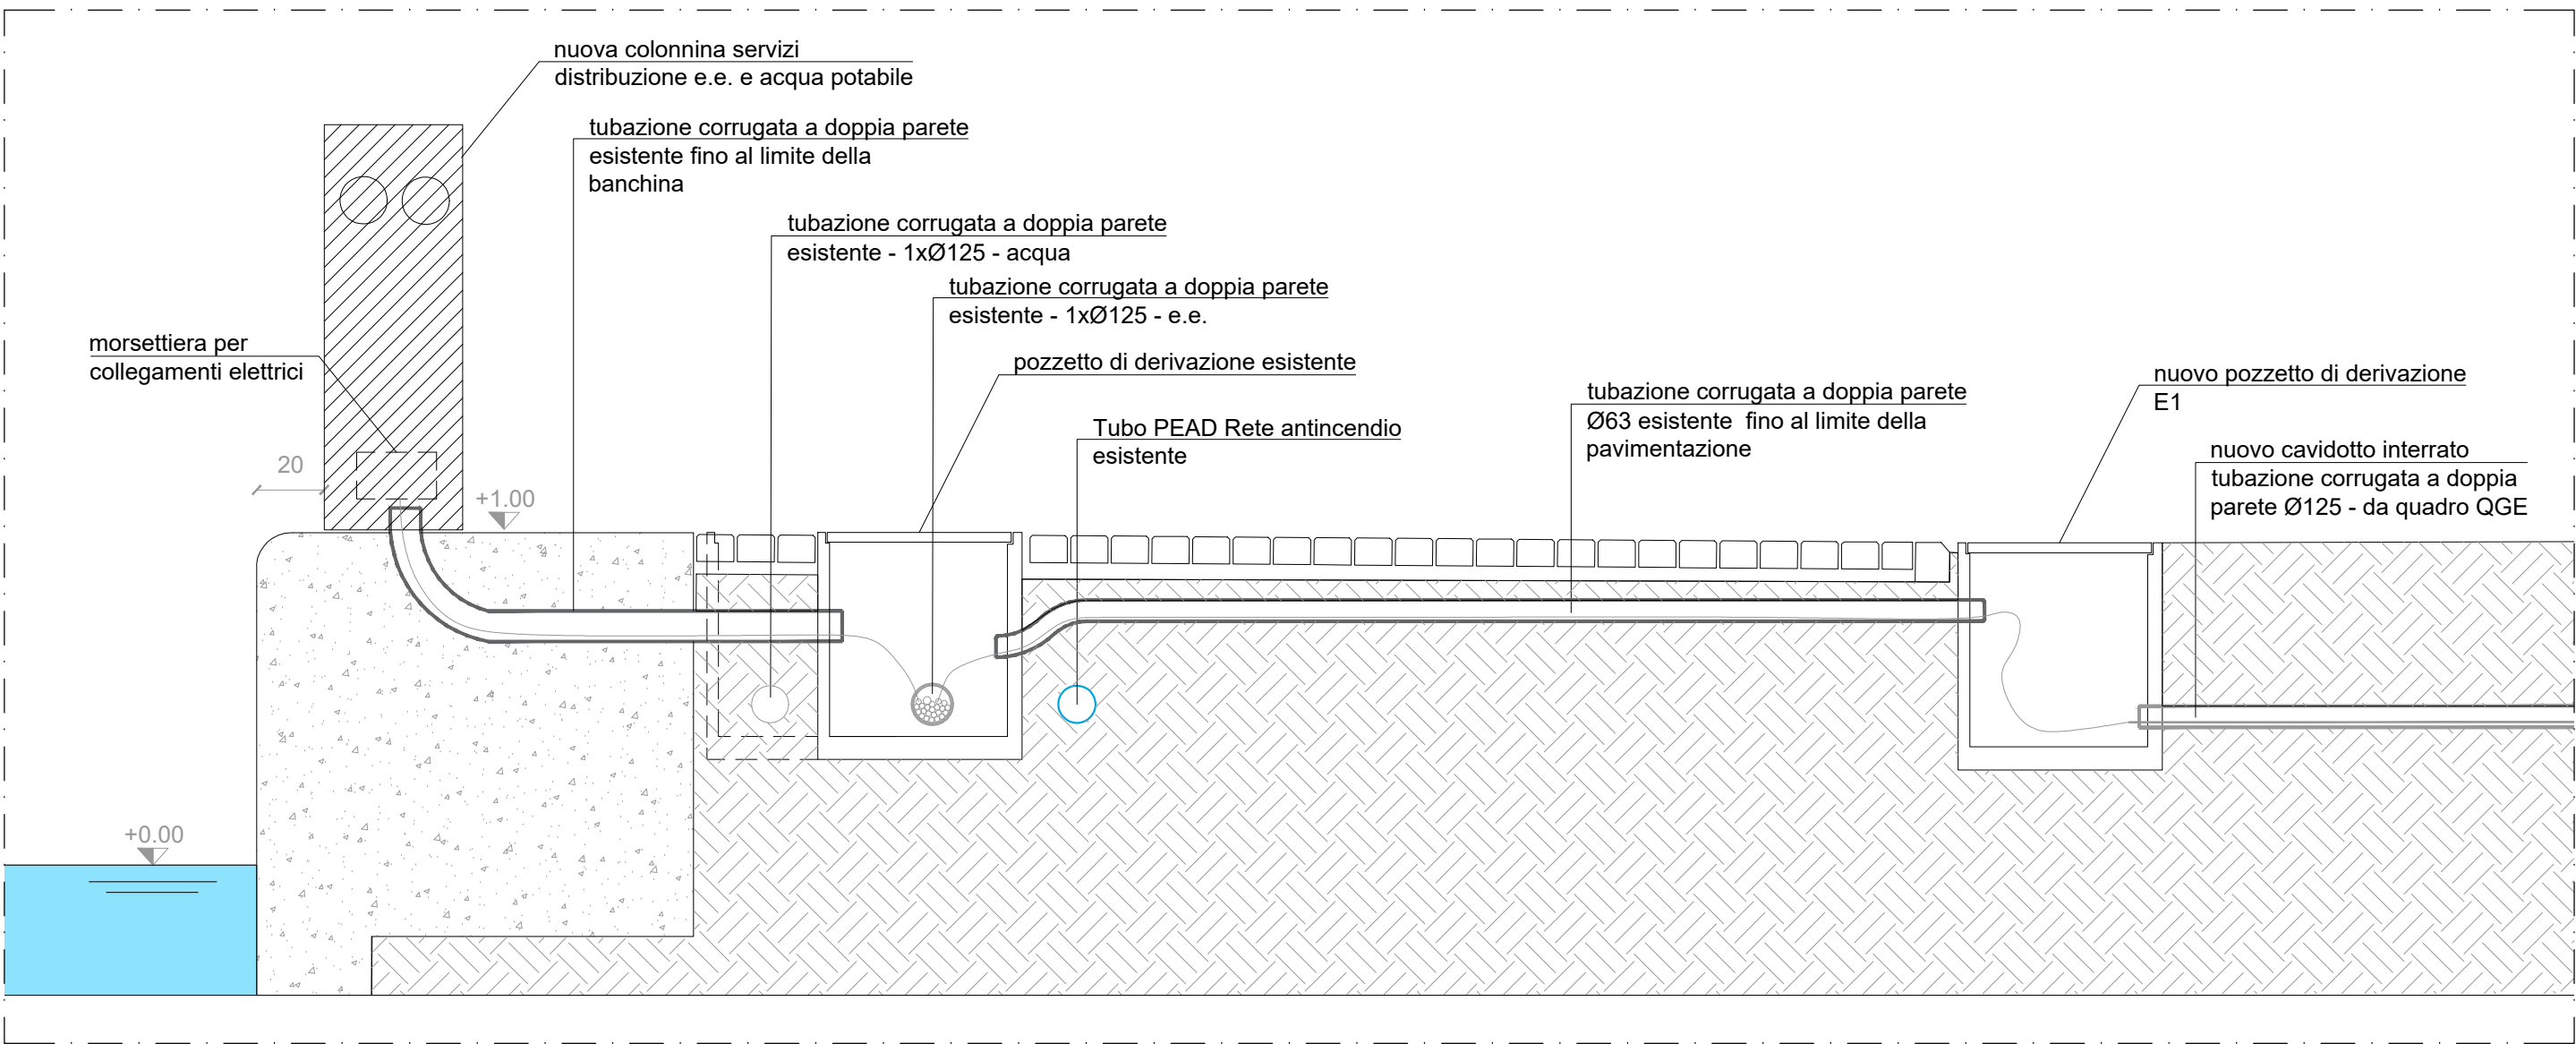 nuova colonnina servizi
distribuzione e.e. e acqua potabile
tubazione corrugata a doppia parete
esistente fino al limite della
banchina
tubazione corrugata a doppia parete
esistente - 1xØ125 - acqua
tubazione corrugata a doppia parete
esistente - 1xØ125 - e.e.
morsettiera per
collegamenti elettrici
pozzetto di derivazione esistente
Tubo PEAD Rete antincendio
esistente
tubazione corrugata a doppia parete
Ø63 esistente  fino al limite della
pavimentazione
nuovo pozzetto di derivazione
E1
nuovo cavidotto interrato
tubazione corrugata a doppia
parete Ø125 - da quadro QGE
20
+1.00
+0.00